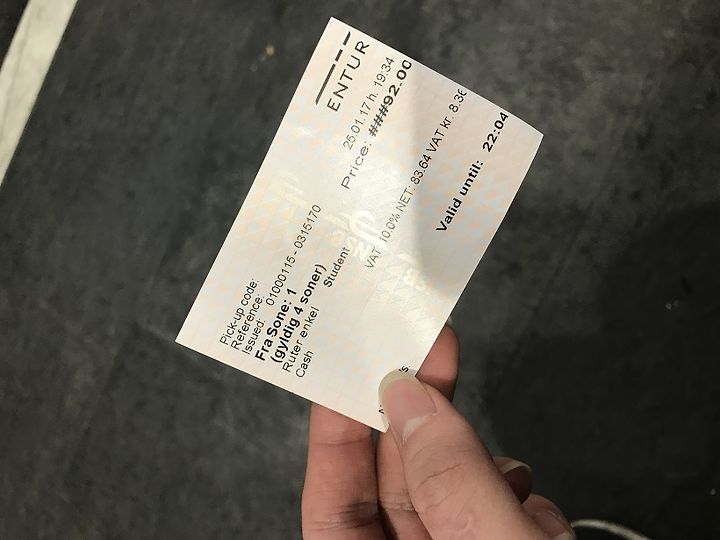 ENTUR
25.01.17 h. 19:34
Price: ###92.00
Pick-up code:
Reference:
Issued: 01000115 - 0315170
Fra Sone: 1
(gyldig 4 soner)
Ruter enkel Student
Cash
VAT 10.0% NET: 83.64 VAT kr. 8.36
Valid until: 22:04